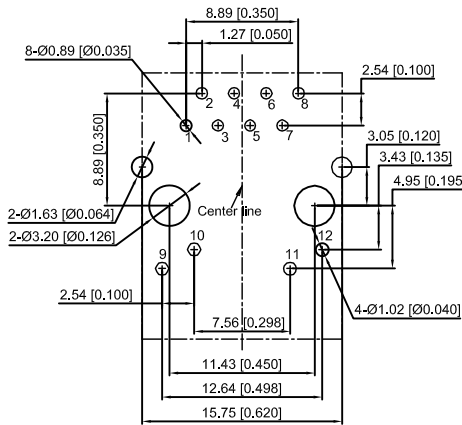 8.89 [0.350]
1.27 [0.050]
8-Ø0.89 [Ø0.035]
2.54 [0.100]
2 4 6 8
1 3 5 7
3.05 [0.120]
3.43 [0.135]
4.95 [0.195]
8.89 [0.350]
2-Ø1.63 [Ø0.064]
Center line
2-Ø3.20 [Ø0.126]
9 10 11 12
2.54 [0.100]
4-Ø1.02 [Ø0.040]
7.56 [0.298]
11.43 [0.450]
12.64 [0.498]
15.75 [0.620]